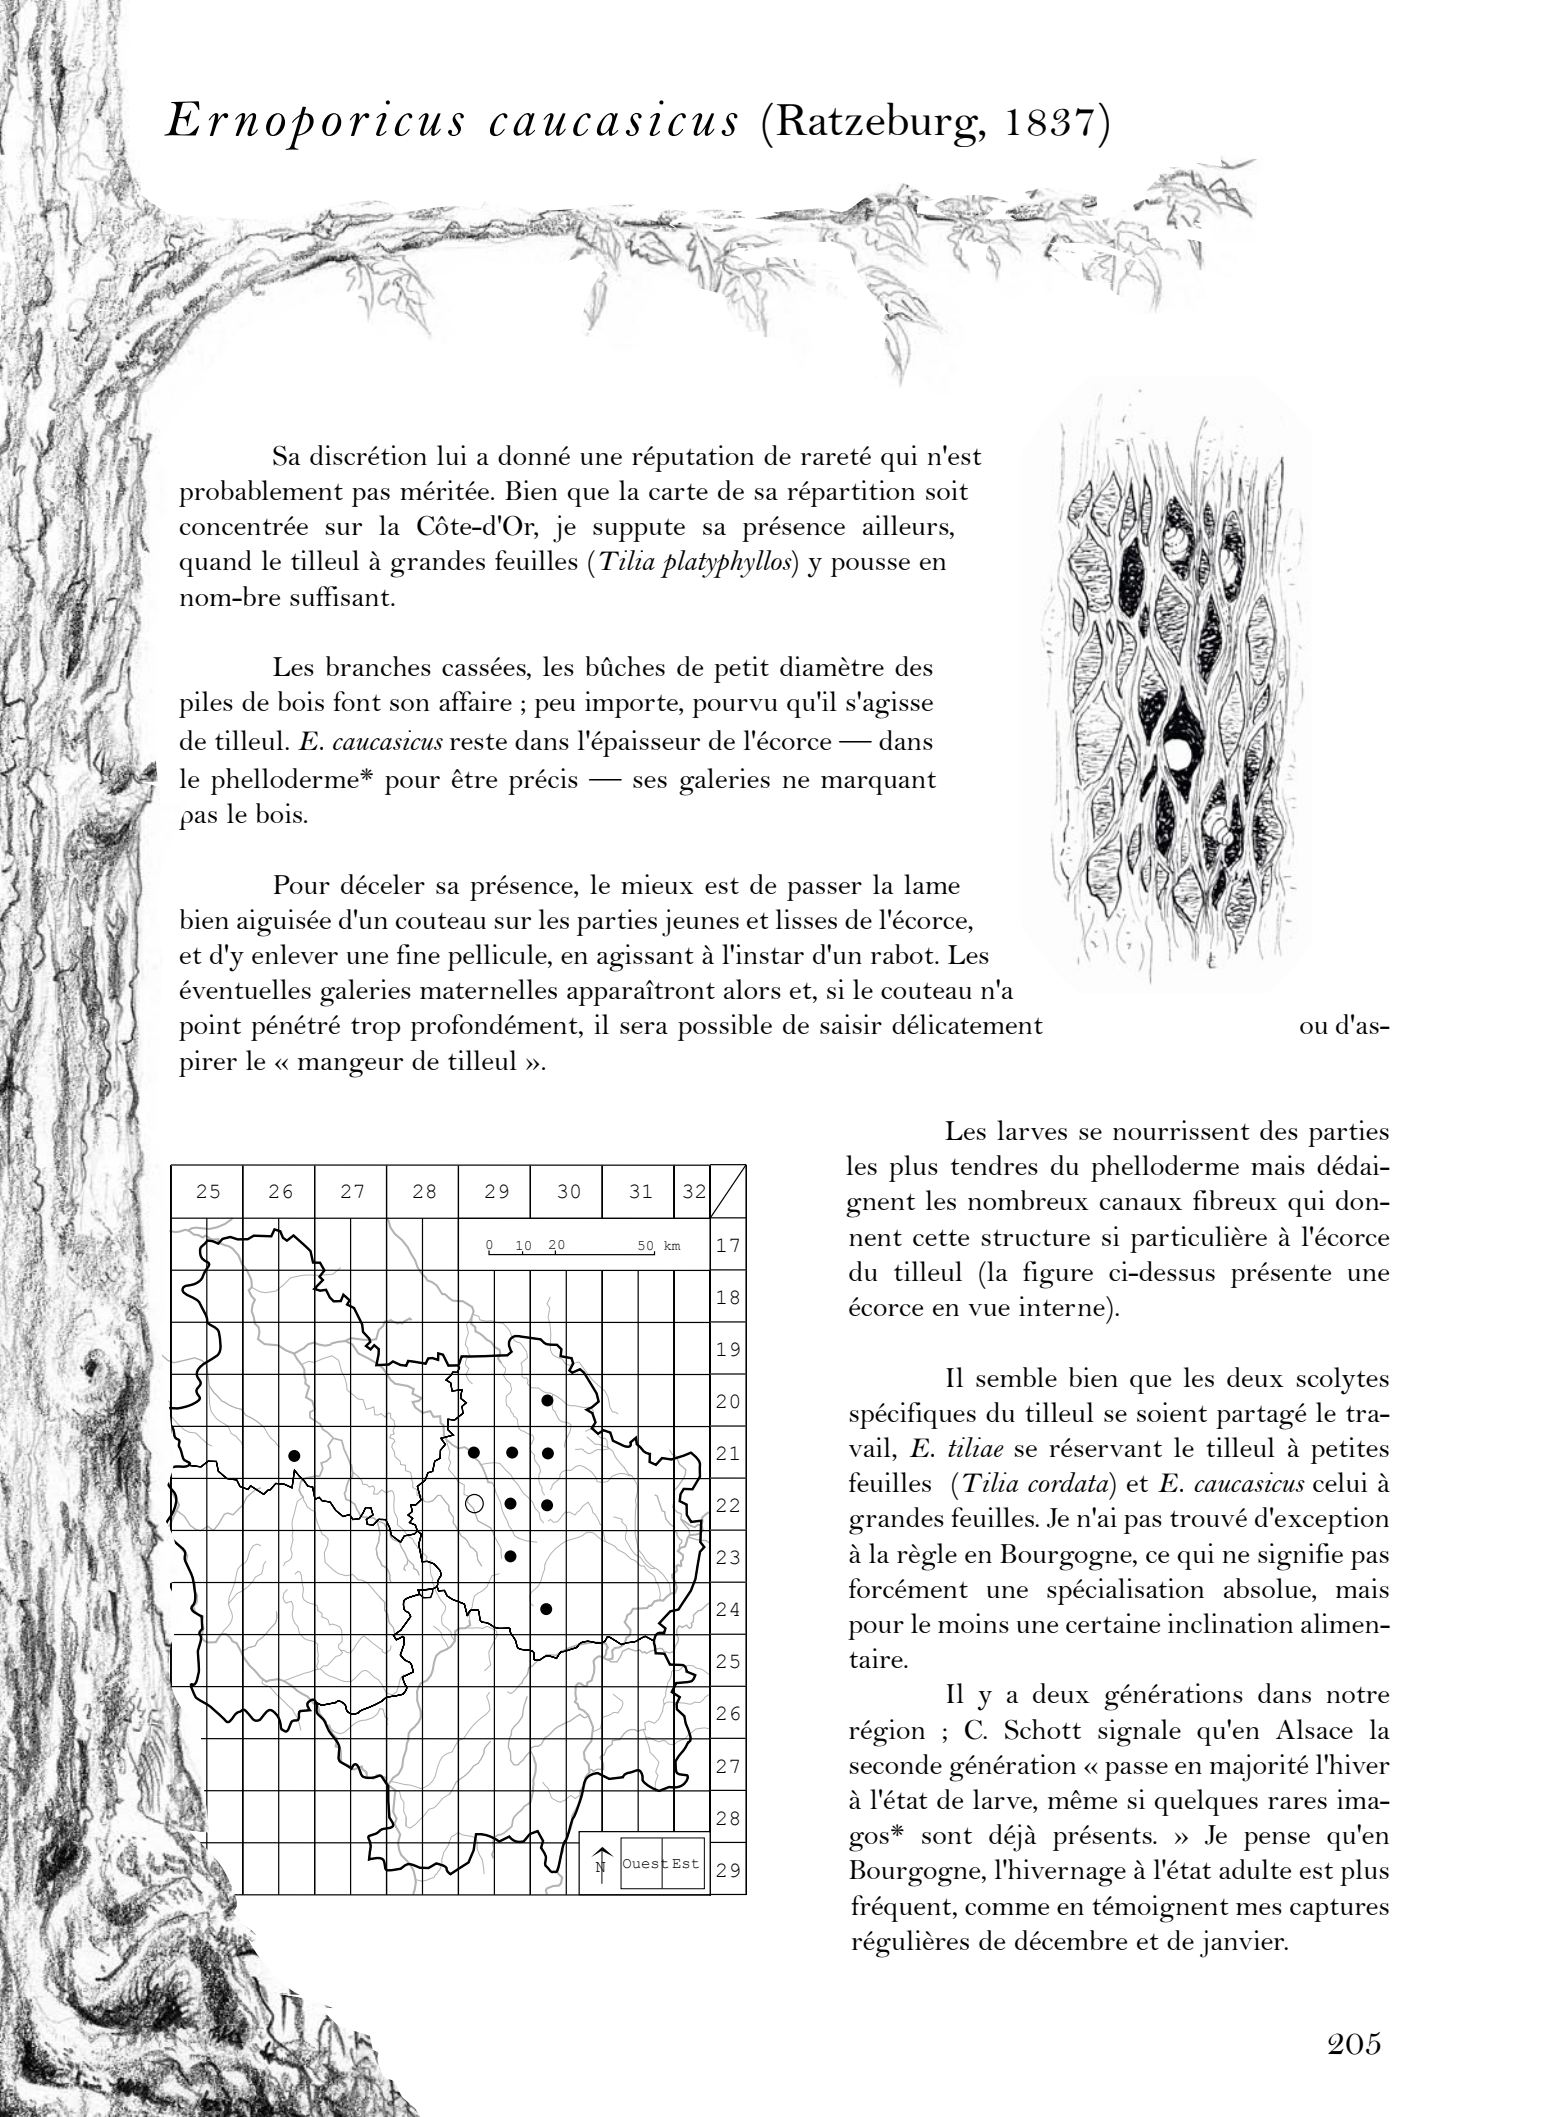 Ernoporicus caucasicus (Ratzeburg, 1837)
Sa discrétion lui a donné une réputation de rareté qui n'est
probablement pas méritée. Bien que la carte de sa répartition soit
concentrée sur la Côte-d'Or, je suppute sa présence ailleurs,
quand le tilleul à grandes feuilles (Tilia platyphyllos) y pousse en
nom-bre suffisant.
Les branches cassées, les bûches de petit diamètre des
piles de bois font son affaire ; peu importe, pourvu qu'il s'agisse
de tilleul. E. caucasicus reste dans l'épaisseur de l'écorce — dans
le phelloderme* pour être précis — ses galeries ne marquant
pas le bois.
Pour déceler sa présence, le mieux est de passer la lame
bien aiguisée d'un couteau sur les parties jeunes et lisses de l'écorce,
et d'y enlever une fine pellicule, en agissant à l'instar d'un rabot. Les
éventuelles galeries maternelles apparaîtront alors et, si le couteau n'a
point pénétré trop profondément, il sera possible de saisir délicatement ou d'as-
pirer le « mangeur de tilleul ».
25 26 27 28 29 30 31 32
0 10 20 50 km
17
18
19
20
21
22
23
24
25
26
27
28
29
N Ouest Est
Les larves se nourrissent des parties
les plus tendres du phelloderme mais dédai-
gnent les nombreux canaux fibreux qui don-
nent cette structure si particulière à l'écorce
du tilleul (la figure ci-dessus présente une
écorce en vue interne).
Il semble bien que les deux scolytes
spécifiques du tilleul se soient partagé le tra-
vail, E. tiliae se réservant le tilleul à petites
feuilles (Tilia cordata) et E. caucasicus celui à
grandes feuilles. Je n'ai pas trouvé d'exception
à la règle en Bourgogne, ce qui ne signifie pas
forcément une spécialisation absolue, mais
pour le moins une certaine inclination alimen-
taire.
Il y a deux générations dans notre
région ; C. Schott signale qu'en Alsace la
seconde génération « passe en majorité l'hiver
à l'état de larve, même si quelques rares ima-
gos* sont déjà présents. » Je pense qu'en
Bourgogne, l'hivernage à l'état adulte est plus
fréquent, comme en témoignent mes captures
régulières de décembre et de janvier.
205